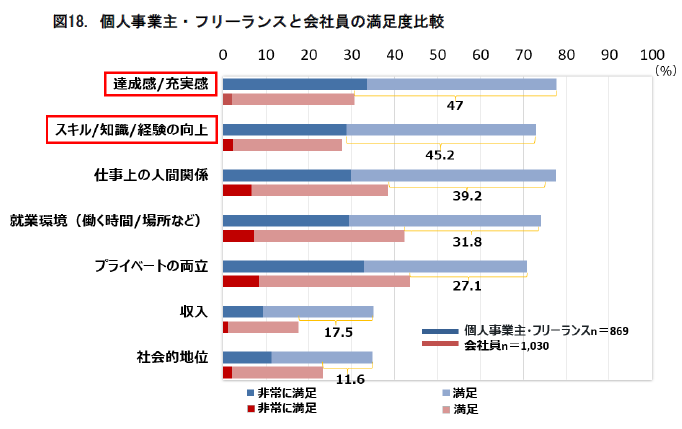 図18. 個人事業主・フリーランスと会社員の満足度比較
0 10 20 30 40 50 60 70 80 90 100
(%)
達成感/充実感
47
スキル/知識/経験の向上
45.2
仕事上の人間関係
39.2
就業環境（働く時間/場所など）
31.8
プライベートの両立
27.1
収入
17.5
個人事業主・フリーランスn＝869
会社員n＝1,030
社会的地位
11.6
非常に満足 満足
非常に満足 満足